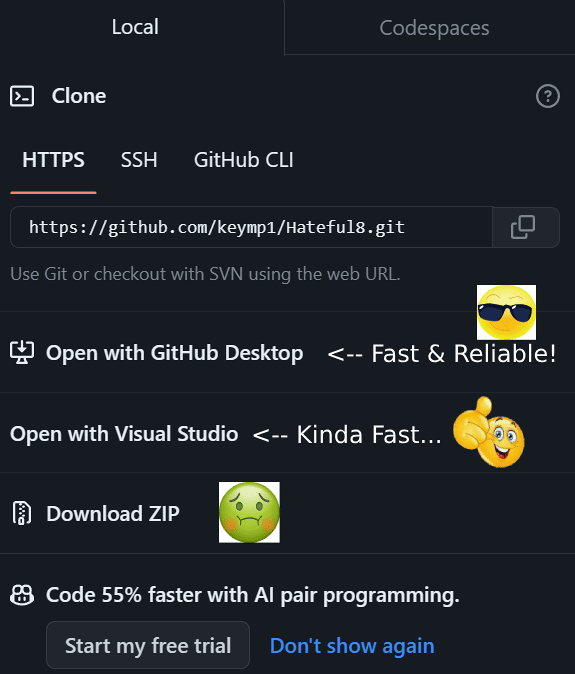 Local
Codespaces
Clone
HTTPS
SSH
GitHub CLI
https://github.com/keymp1/Hateful8.git
Use Git or checkout with SVN using the web URL.
Open with GitHub Desktop <-- Fast & Reliable!
Open with Visual Studio <-- Kinda Fast...
Download ZIP
Code 55% faster with AI pair programming.
Start my free trial
Don't show again